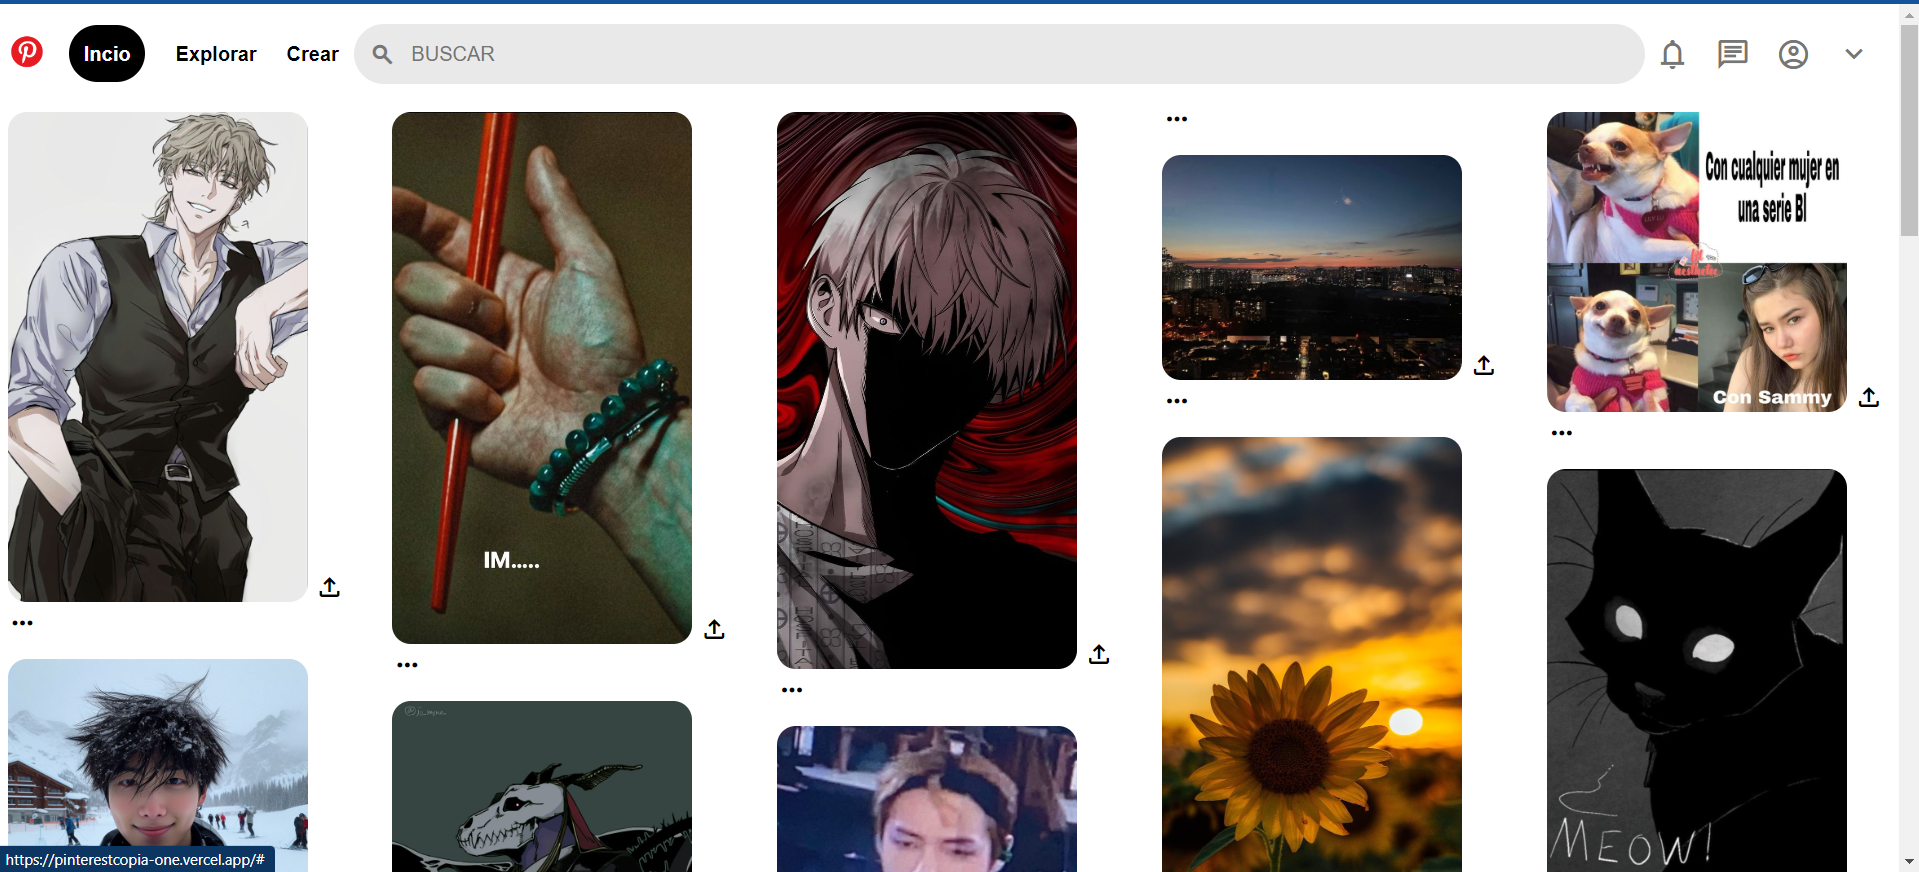 Incio
Explorar
Crear
BUSCAR
Con cualquier mujer en
una serie Bl
Con Sammy
IM.....
MEOW!
https://pinterestcopia-one.vercel.app/#